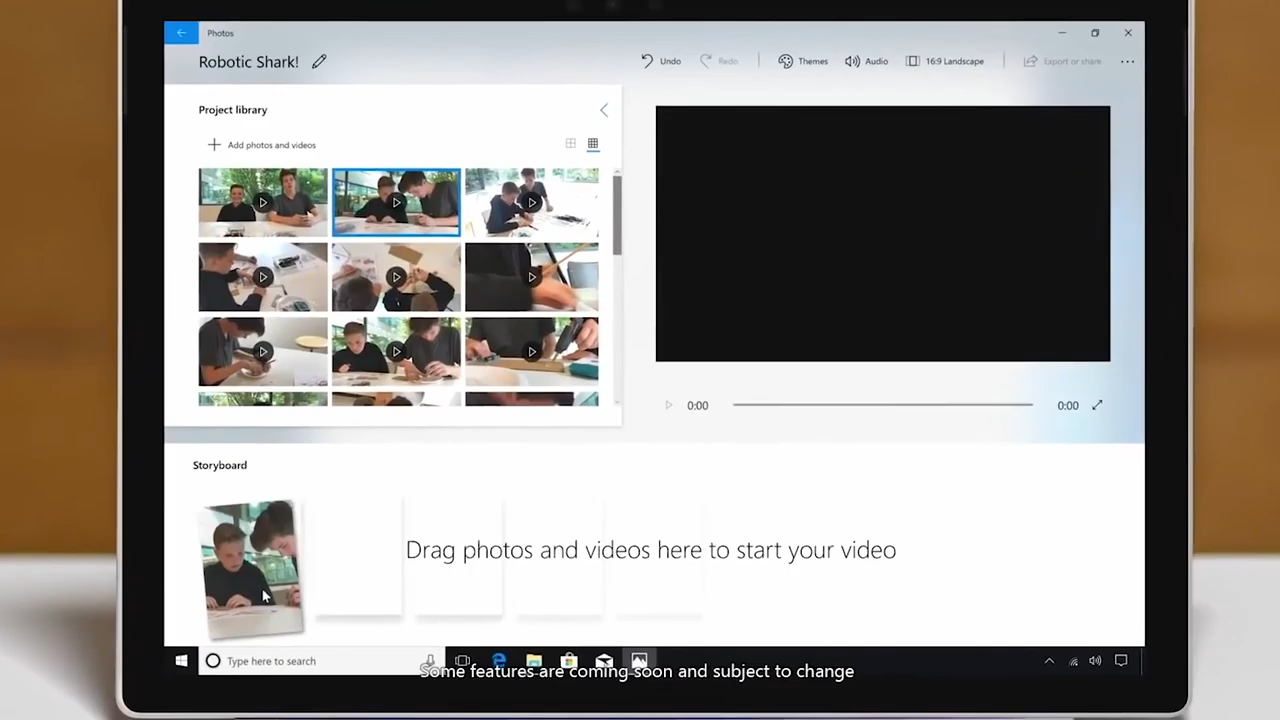 Photos
Robotic Shark!
Undo
Redo
Themes
Audio
16:9 Landscape
Export or share
Project library
Add photos and videos
0:00
0:00
Storyboard
Drag photos and videos here to start your video
Type here to search
Some features are coming soon and subject to change